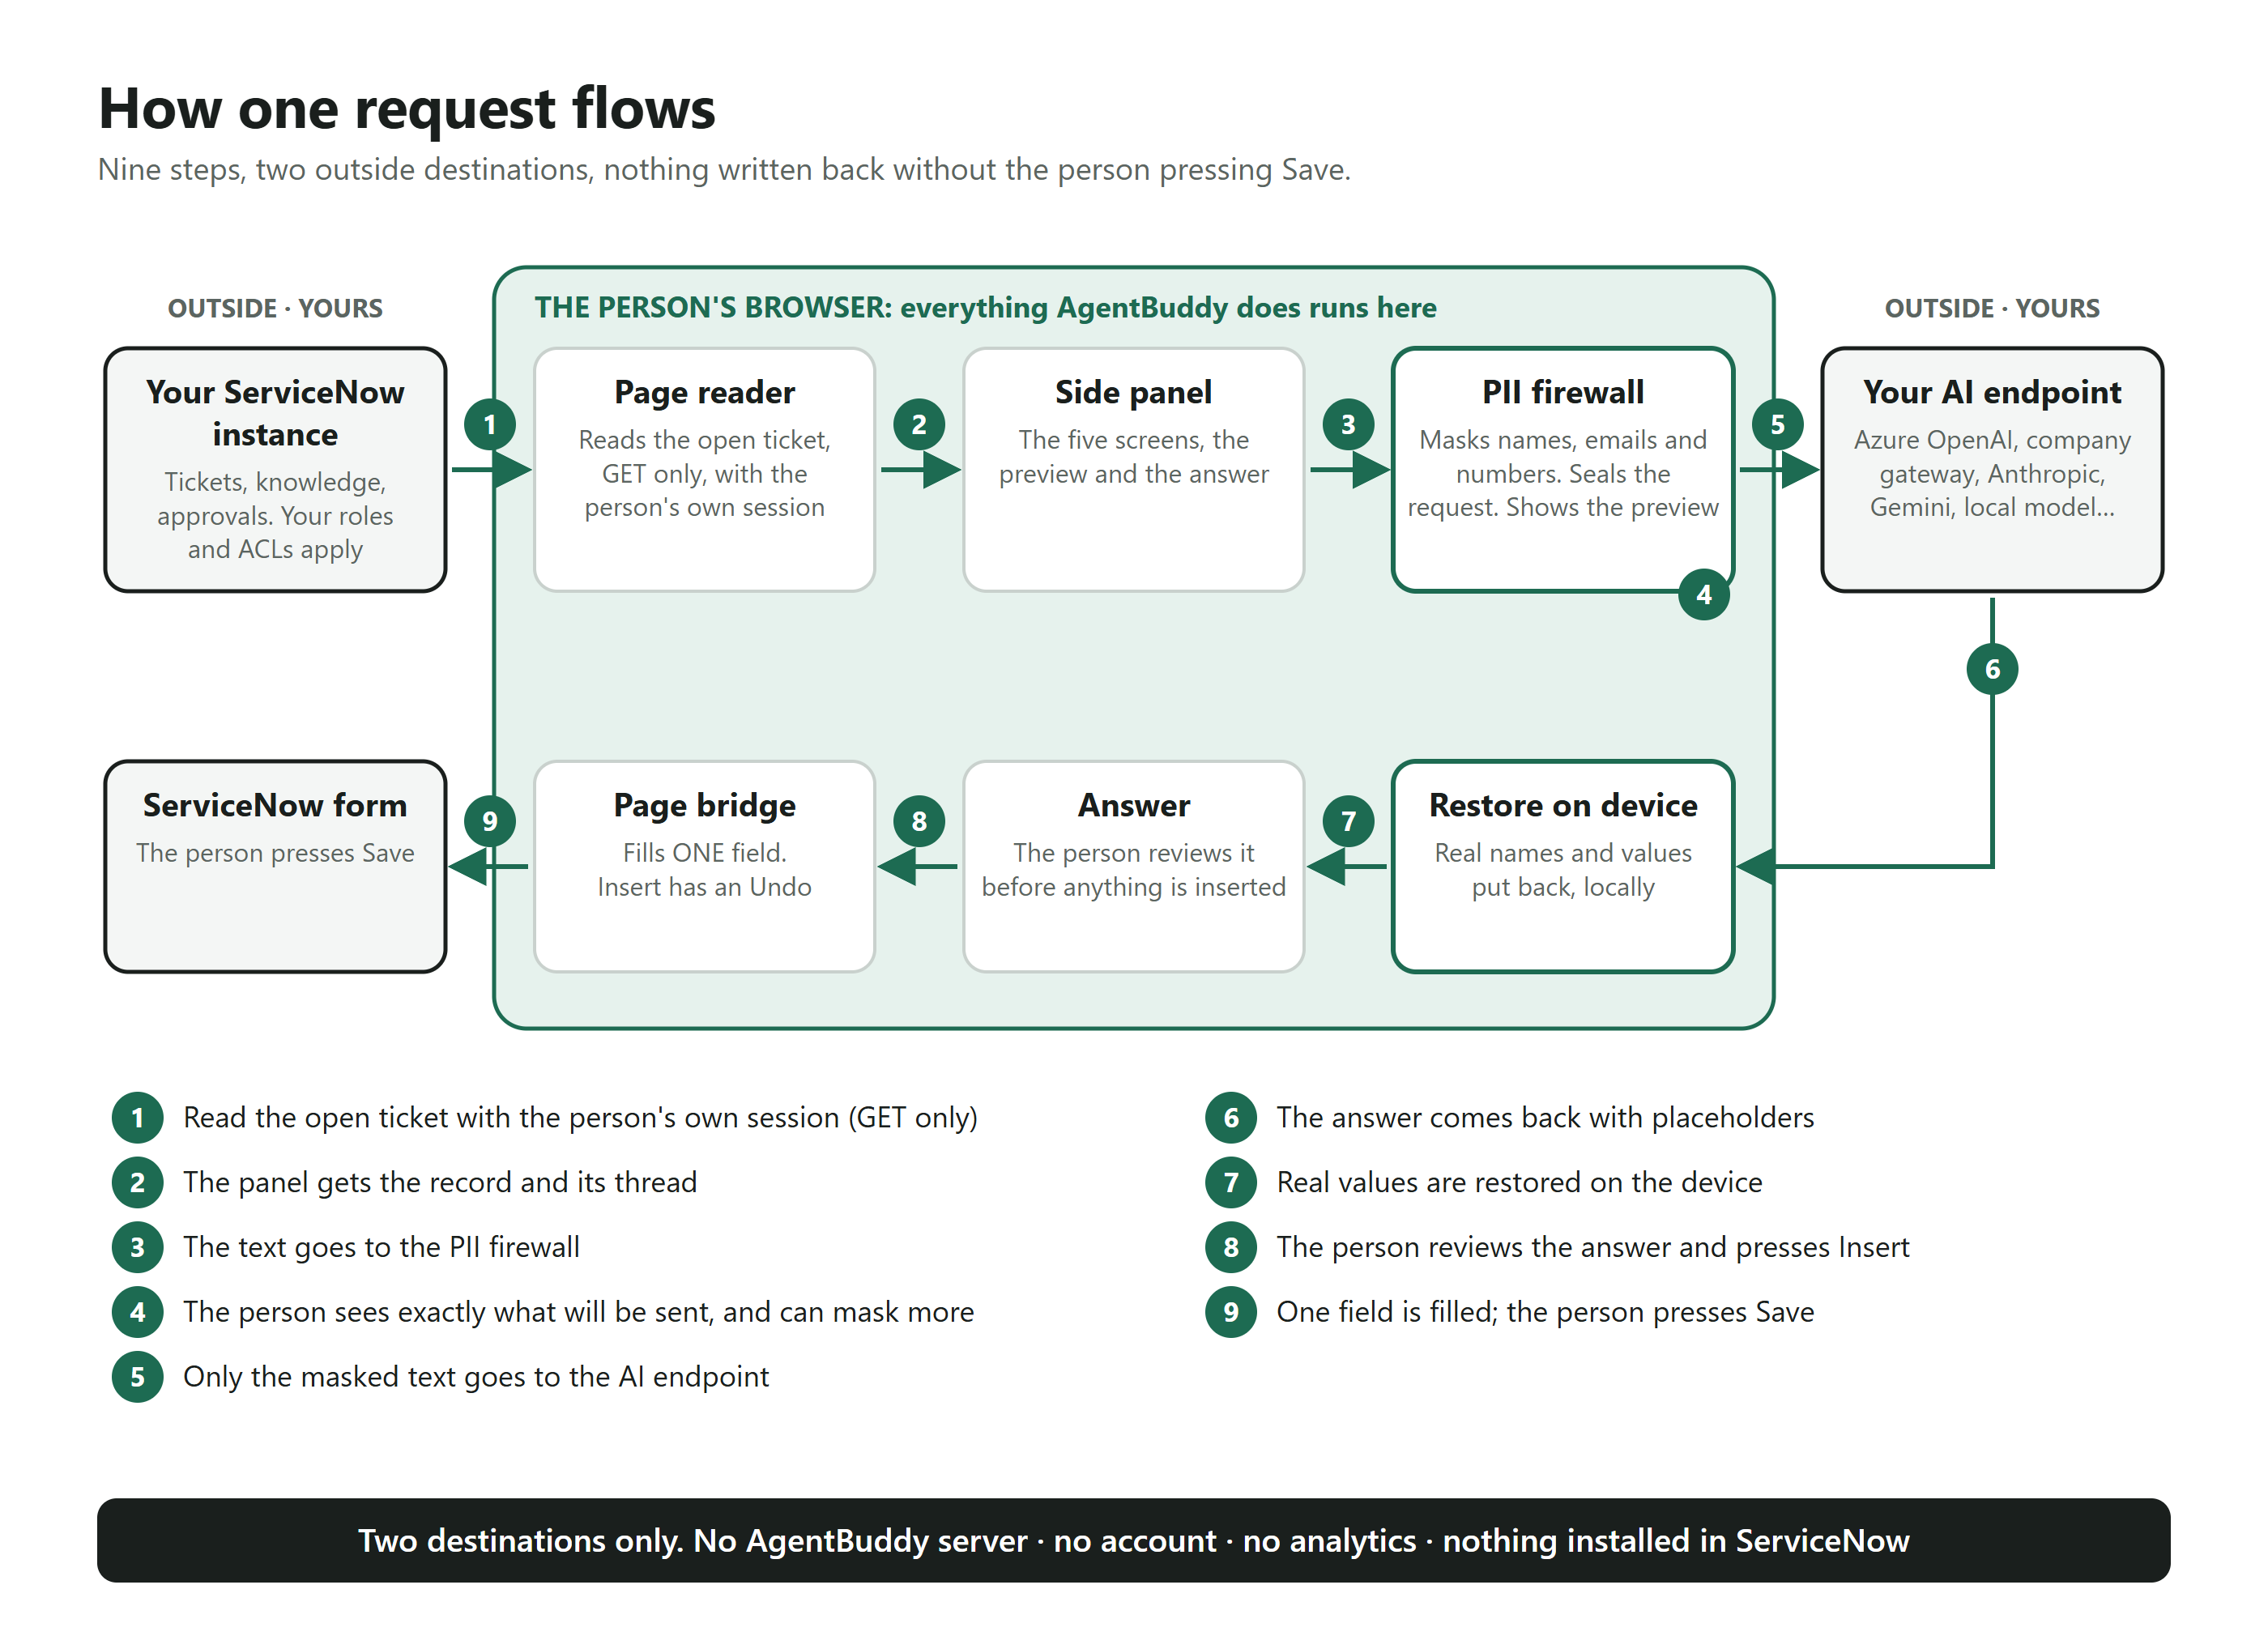 How one request flows
Nine steps, two outside destinations, nothing written back without the person pressing Save.
OUTSIDE · YOURS
THE PERSON'S BROWSER: everything AgentBuddy does runs here
OUTSIDE · YOURS
Your ServiceNow
instance
Tickets, knowledge,
approvals. Your roles
and ACLs apply
1
Page reader
Reads the open ticket,
GET only, with the
person's own session
2
Side panel
The five screens, the
preview and the answer
3
PII firewall
Masks names, emails and
numbers. Seals the
request. Shows the preview
4
5
Your AI endpoint
Azure OpenAI, company
gateway, Anthropic,
Gemini, local model...
6
ServiceNow form
The person presses Save
9
Page bridge
Fills ONE field.
Insert has an Undo
8
Answer
The person reviews it
before anything is inserted
7
Restore on device
Real names and values
put back, locally
1 Read the open ticket with the person's own session (GET only)
2 The panel gets the record and its thread
3 The text goes to the PII firewall
4 The person sees exactly what will be sent, and can mask more
5 Only the masked text goes to the AI endpoint
6 The answer comes back with placeholders
7 Real values are restored on the device
8 The person reviews the answer and presses Insert
9 One field is filled; the person presses Save
Two destinations only. No AgentBuddy server · no account · no analytics · nothing installed in ServiceNow